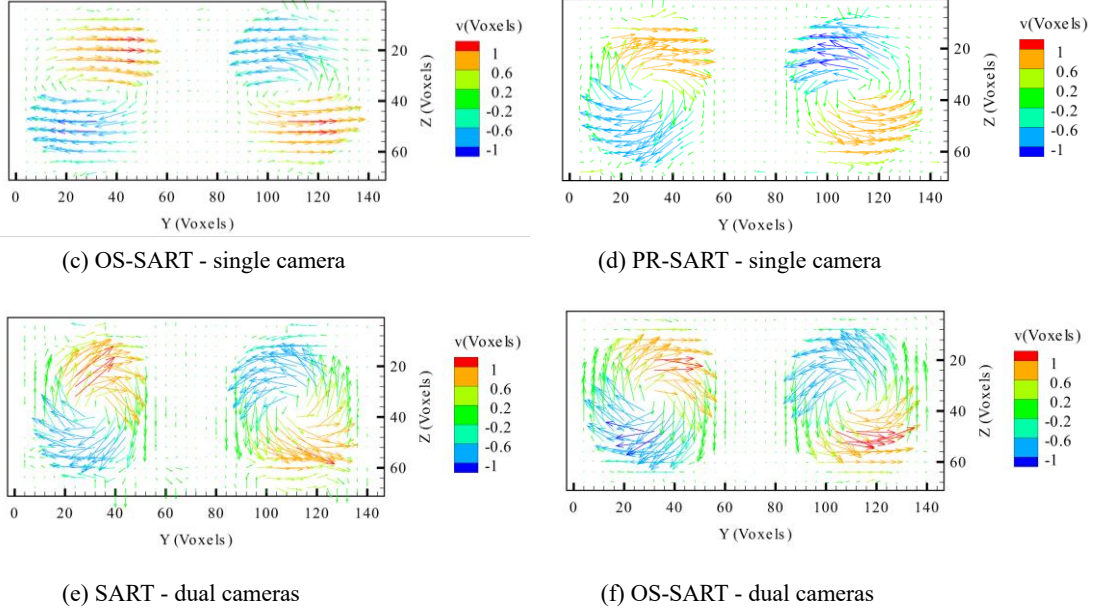 v(Voxels)
1
0.6
0.2
-0.2
-0.6
-1
20
40
60
Z (Voxels)
0 20 40 60 80 100 120 140
Y (Voxels)
(c) OS-SART - single camera
v(Voxels)
1
0.6
0.2
-0.2
-0.6
-1
20
40
60
Z (Voxels)
0 20 40 60 80 100 120 140
Y (Voxels)
(d) PR-SART - single camera
v(Voxels)
1
0.6
0.2
-0.2
-0.6
-1
20
40
60
Z (Voxels)
0 20 40 60 80 100 120 140
Y (Voxels)
(e) SART - dual cameras
v(Voxels)
1
0.6
0.2
-0.2
-0.6
-1
20
40
60
Z (Voxels)
0 20 40 60 80 100 120 140
Y (Voxels)
(f) OS-SART - dual cameras